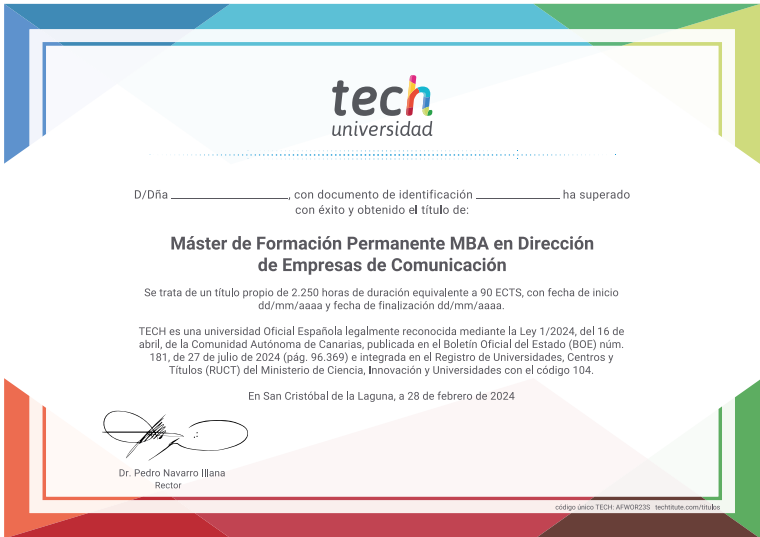 tech
universidad
D/Dña ____________________, con documento de identificación ______________ ha superado
con éxito y obtenido el título de:
Máster de Formación Permanente MBA en Dirección
de Empresas de Comunicación
Se trata de un título propio de 2.250 horas de duración equivalente a 90 ECTS, con fecha de inicio
dd/mm/aaaa y fecha de finalización dd/mm/aaaa.
TECH es una universidad Oficial Española legalmente reconocida mediante la Ley 1/2024, del 16 de
abril, de la Comunidad Autónoma de Canarias, publicada en el Boletín Oficial del Estado (BOE) núm.
181, de 27 de julio de 2024 (pág. 96.369) e integrada en el Registro de Universidades, Centros y
Títulos (RUCT) del Ministerio de Ciencia, Innovación y Universidades con el código 104.
En San Cristóbal de la Laguna, a 28 de febrero de 2024
Dr. Pedro Navarro Illana
Rector
código único TECH: AFWOR23S techtitute.com/titulos